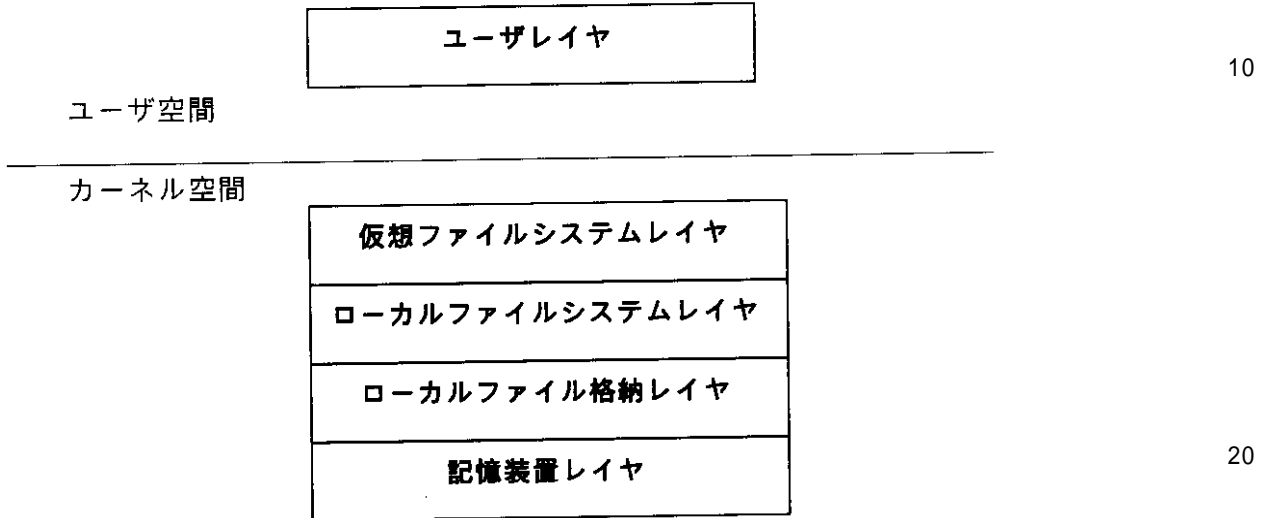 ユーザレイヤ
10
ユーザ空間
カーネル空間
仮想ファイルシステムレイヤ
ローカルファイルシステムレイヤ
ローカルファイル格納レイヤ
記憶装置レイヤ
20